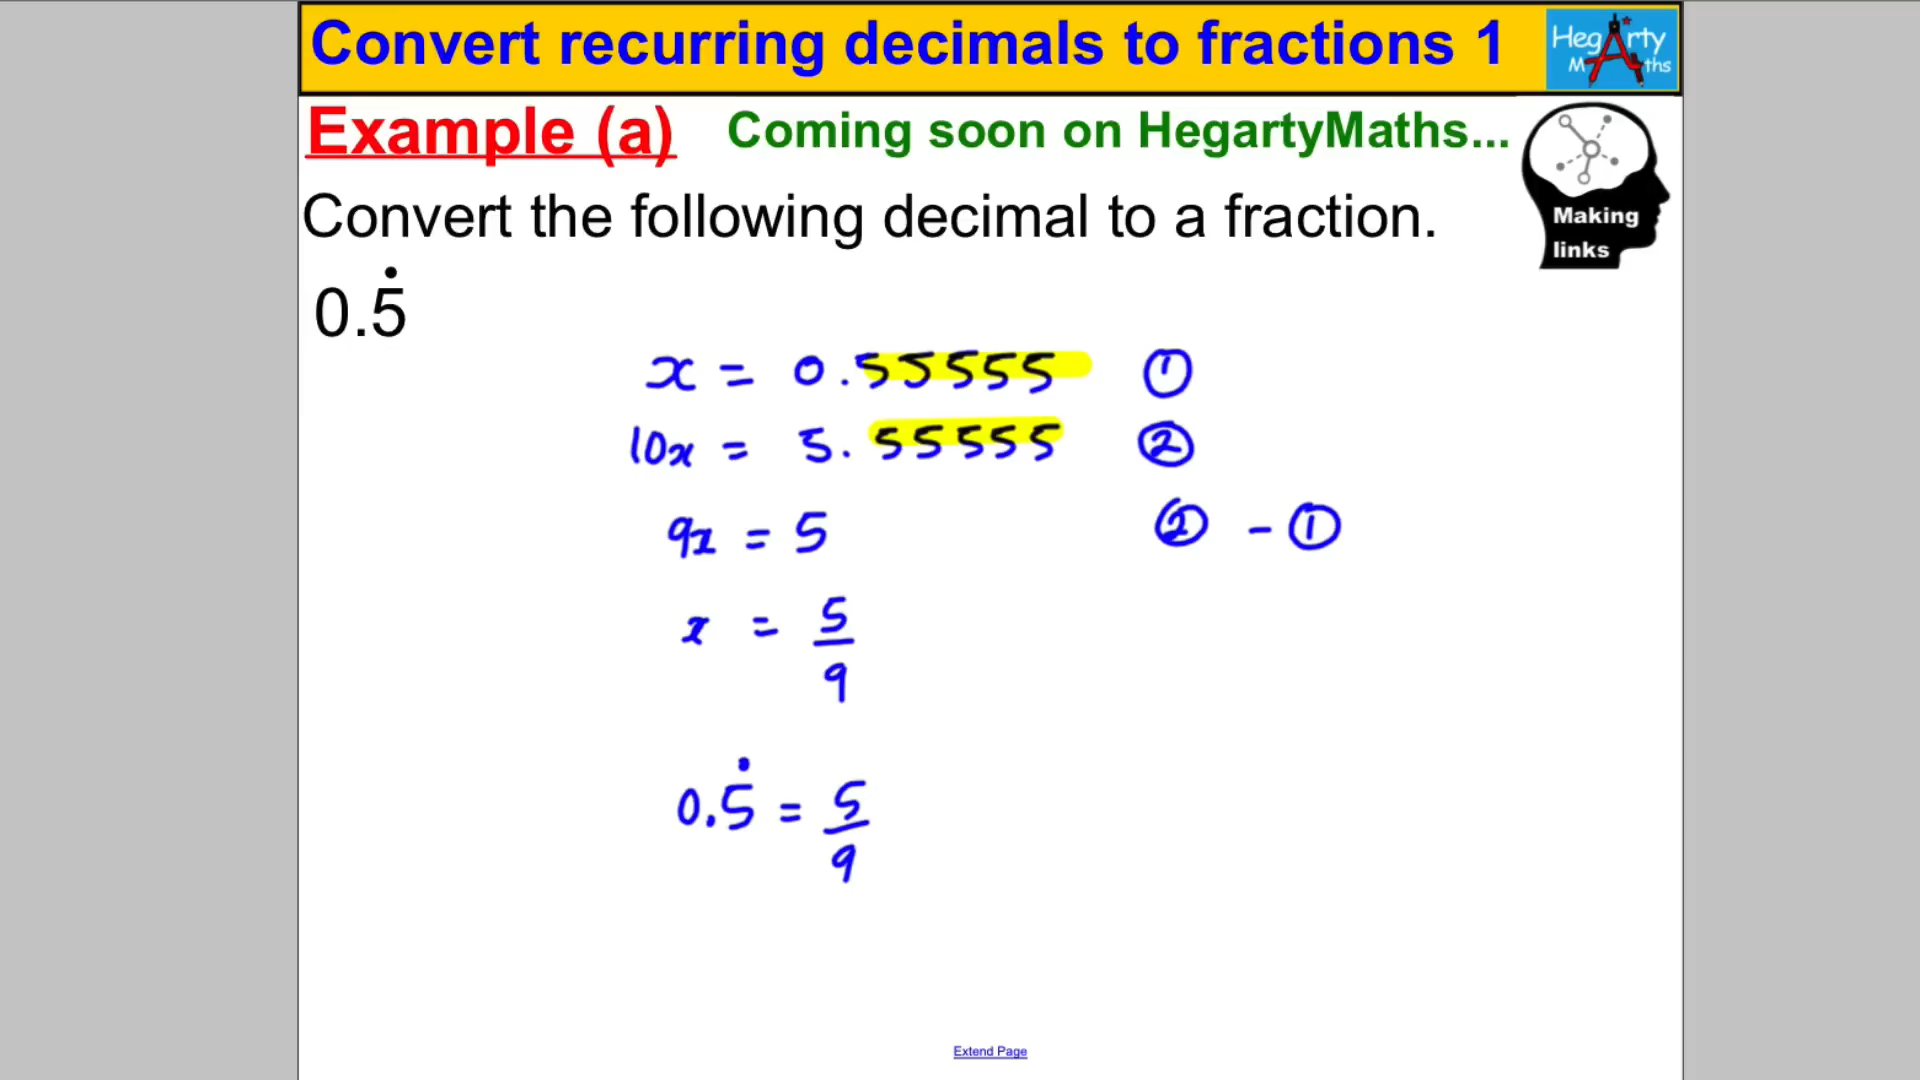 Convert recurring decimals to fractions 1
HegArty
Maths
Example (a) Coming soon on HegartyMaths...
Making
links
Convert the following decimal to a fraction.
0.5̇
x = 0.55555 ①
10x = 5.55555 ②
9x = 5 ② - ①
x = 5/9
0.5̇ = 5/9
Extend Page